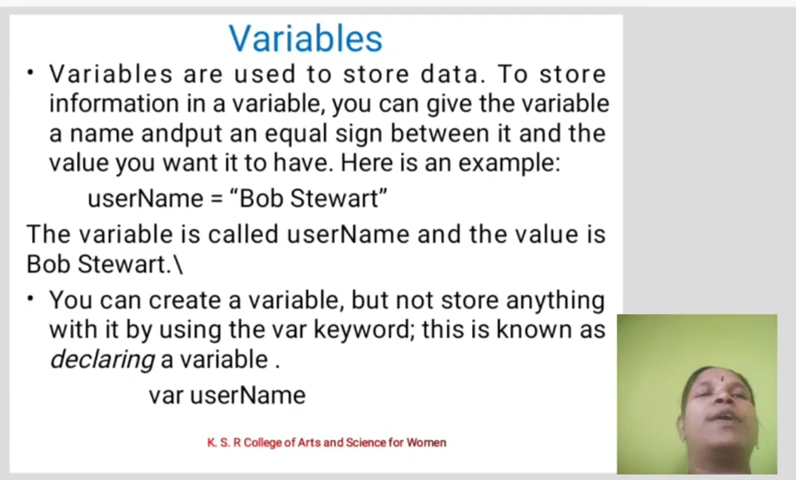 Variables
• Variables are used to store data. To store
information in a variable, you can give the variable
a name andput an equal sign between it and the
value you want it to have. Here is an example:
userName = “Bob Stewart”
The variable is called userName and the value is
Bob Stewart.\
• You can create a variable, but not store anything
with it by using the var keyword; this is known as
declaring a variable .
var userName
K. S. R College of Arts and Science for Women